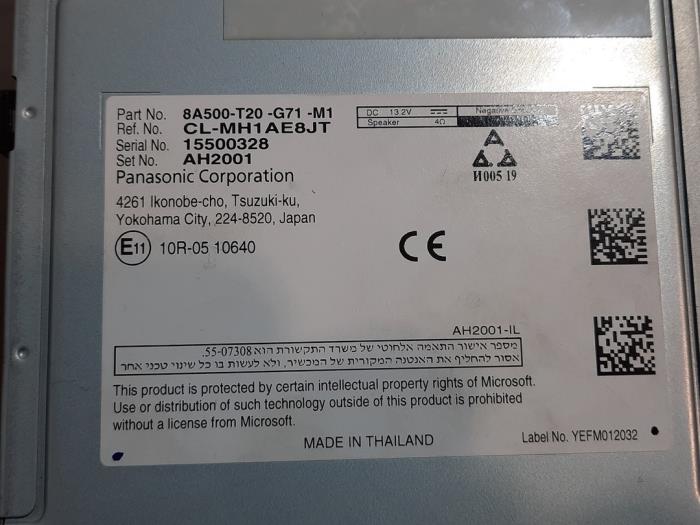 Part No. 8A500-T20 -G71 -M1
Ref. No. CL-MH1AE8JT
Serial No. 15500328
Set No. AH2001
Panasonic Corporation
4261 Ikonobe-cho, Tsuzuki-ku,
Yokohama City, 224-8520, Japan
DC 13.2V
Speaker 4Ω
И005 19
E11 10R-05 10640
CE
AH2001-IL
מספר אישור התאמה אלחוטי של משרד התקשורת הוא 55-07308.
אסור להחליף את האנטנה המקורית של המכשיר, ולא לעשות בו כל שינוי טכני אחר
This product is protected by certain intellectual property rights of Microsoft.
Use or distribution of such technology outside of this product is prohibited
without a license from Microsoft.
MADE IN THAILAND
Label No. YEFM012032